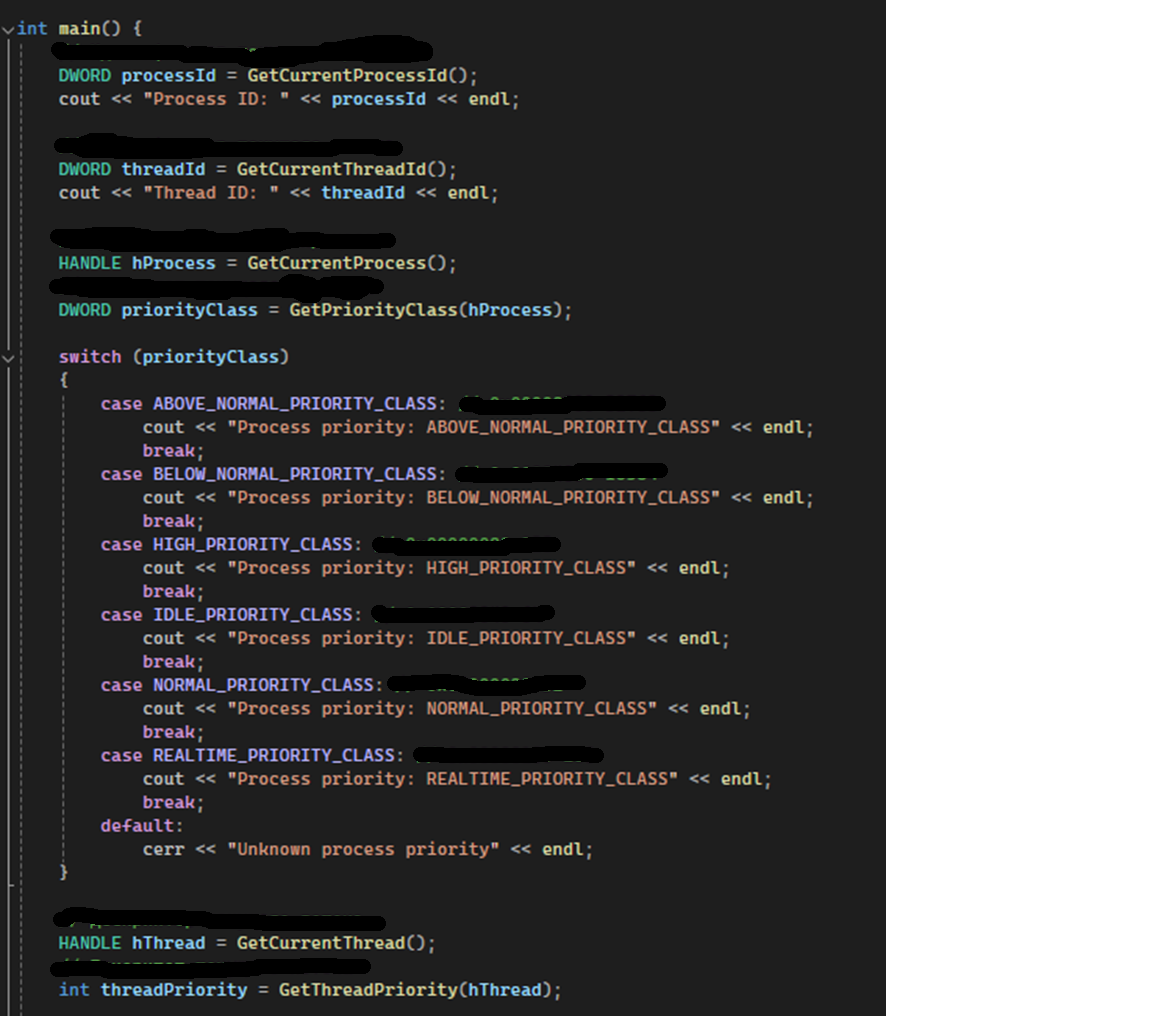 int main() {
DWORD processId = GetCurrentProcessId();
cout << "Process ID: " << processId << endl;
DWORD threadId = GetCurrentThreadId();
cout << "Thread ID: " << threadId << endl;
HANDLE hProcess = GetCurrentProcess();
DWORD priorityClass = GetPriorityClass(hProcess);
switch (priorityClass)
{
case ABOVE_NORMAL_PRIORITY_CLASS:
cout << "Process priority: ABOVE_NORMAL_PRIORITY_CLASS" << endl;
break;
case BELOW_NORMAL_PRIORITY_CLASS:
cout << "Process priority: BELOW_NORMAL_PRIORITY_CLASS" << endl;
break;
case HIGH_PRIORITY_CLASS:
cout << "Process priority: HIGH_PRIORITY_CLASS" << endl;
break;
case IDLE_PRIORITY_CLASS:
cout << "Process priority: IDLE_PRIORITY_CLASS" << endl;
break;
case NORMAL_PRIORITY_CLASS:
cout << "Process priority: NORMAL_PRIORITY_CLASS" << endl;
break;
case REALTIME_PRIORITY_CLASS:
cout << "Process priority: REALTIME_PRIORITY_CLASS" << endl;
break;
default:
cerr << "Unknown process priority" << endl;
}
HANDLE hThread = GetCurrentThread();
int threadPriority = GetThreadPriority(hThread);